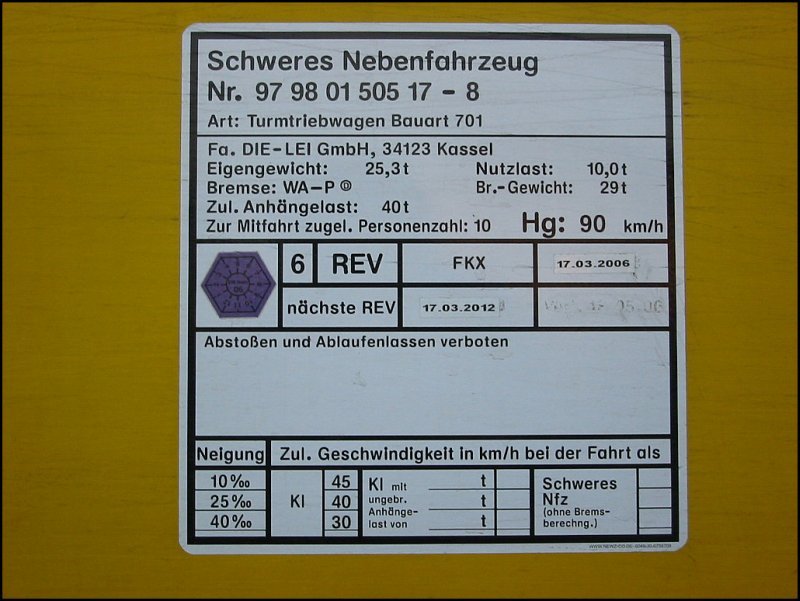 Schweres Nebenfahrzeug
Nr. 97 98 01 505 17 - 8
Art: Turmtriebwagen Bauart 701
Fa. DIE-LEI GmbH, 34123 Kassel
Eigengewicht: 25,3 t Nutzlast: 10,0 t
Bremse: WA-P Ⓓ Br.-Gewicht: 29 t
Zul. Anhängelast: 40 t
Zur Mitfahrt zugel. Personenzahl: 10 Hg: 90 km/h
6 REV FKX 17.03.2006
nächste REV 17.03.2012
Abstoßen und Ablaufenlassen verboten
Neigung Zul. Geschwindigkeit in km/h bei der Fahrt als
10‰ 45
25‰ Kl 40
40‰ 30
Kl mit t
ungebr. t
Anhänge-
last von t
Schweres
Nfz
(ohne Brems-
berechng.)